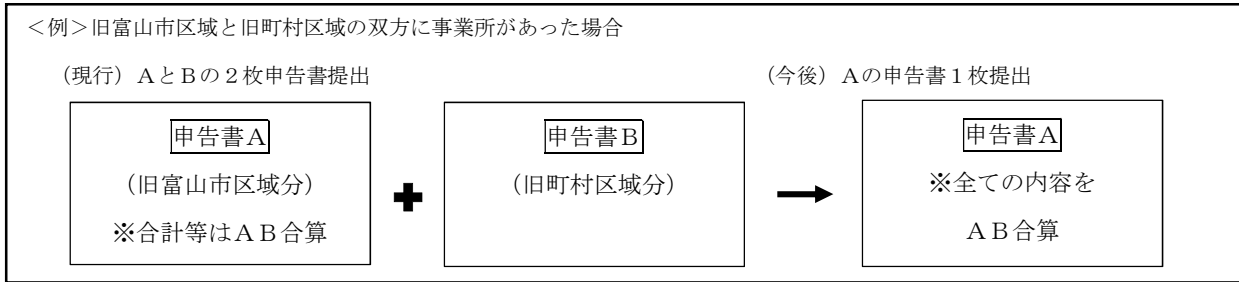 <例>旧富山市区域と旧町村区域の双方に事業所があった場合
(現行)AとBの2枚申告書提出
(今後)Aの申告書1枚提出
申告書A
(旧富山市区域分)
※合計等はAB合算
申告書B
(旧町村区域分)
申告書A
※全ての内容を
AB合算